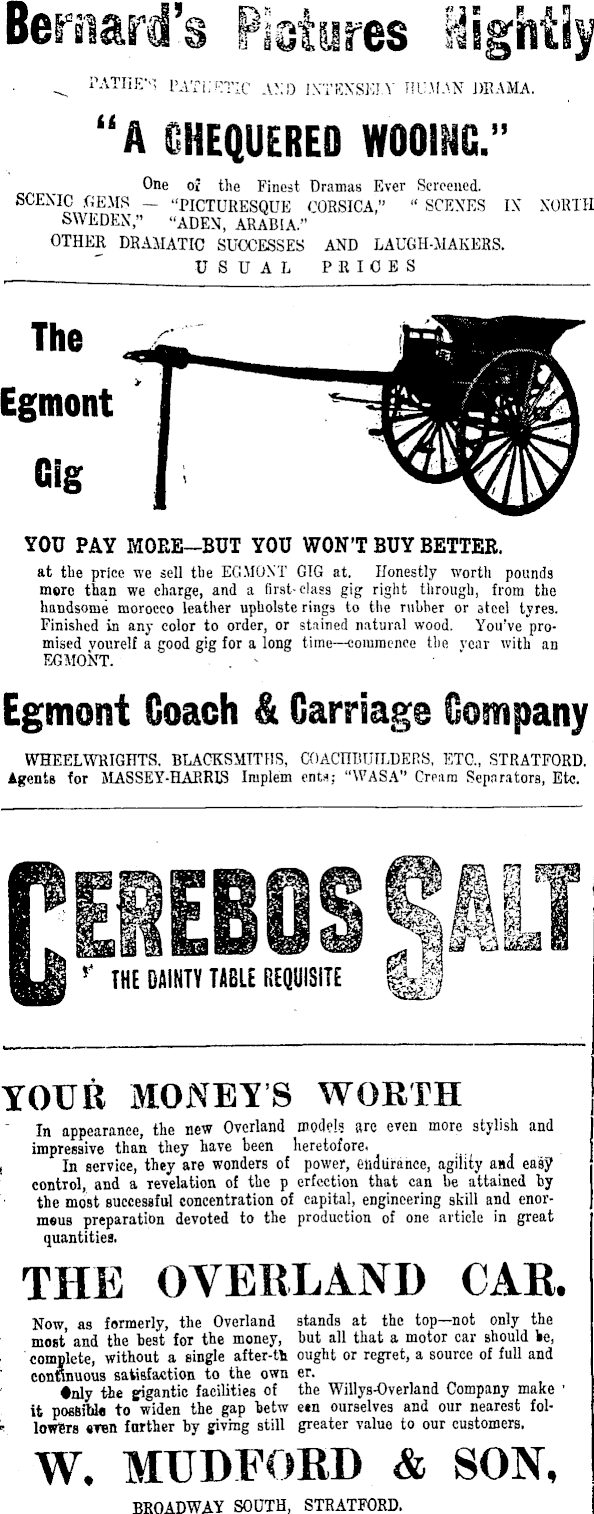 Bernard's Pictures Nightly
PATHE'S PATHETIC AND INTENSELY HUMAN DRAMA.
"A CHEQUERED WOOING."
One of the Finest Dramas Ever Screened.
SCENIC GEMS — "PICTURESQUE CORSICA," "SCENES IN NORTH
SWEDEN," "ADEN, ARABIA."
OTHER DRAMATIC SUCCESSES AND LAUGH-MAKERS.
USUAL PRICES
The
Egmont
Gig
YOU PAY MORE—BUT YOU WON'T BUY BETTER.
at the price we sell the EGMONT GIG at. Honestly worth pounds
more than we charge, and a first-class gig right through, from the
handsome morocco leather upholsterings to the rubber or steel tyres.
Finished in any color to order, or stained natural wood. You've pro-
mised yourelf a good gig for a long time—commence the year with an
EGMONT.
Egmont Coach & Carriage Company
WHEELWRIGHTS. BLACKSMITHS, COACHBUILDERS, ETC., STRATFORD.
Agents for MASSEY-HARRIS Implem ents; "WASA" Cream Separators, Etc.
CEREBOS SALT
THE DAINTY TABLE REQUISITE
YOUR MONEY'S WORTH
In appearance, the new Overland models are even more stylish and
impressive than they have been heretofore.
In service, they are wonders of power, endurance, agility and easy
control, and a revelation of the p erfection that can be attained by
the most successful concentration of capital, engineering skill and enor-
mous preparation devoted to the production of one article in great
quantities.
THE OVERLAND CAR.
Now, as formerly, the Overland stands at the top—not only the
most and the best for the money, but all that a motor car should be,
complete, without a single after-th ought or regret, a source of full and
continuous satisfaction to the own er.
Only the gigantic facilities of the Willys-Overland Company make
it possible to widen the gap betw een ourselves and our nearest fol-
lowers even further by giving still greater value to our customers.
W. MUDFORD & SON,
BROADWAY SOUTH, STRATFORD.